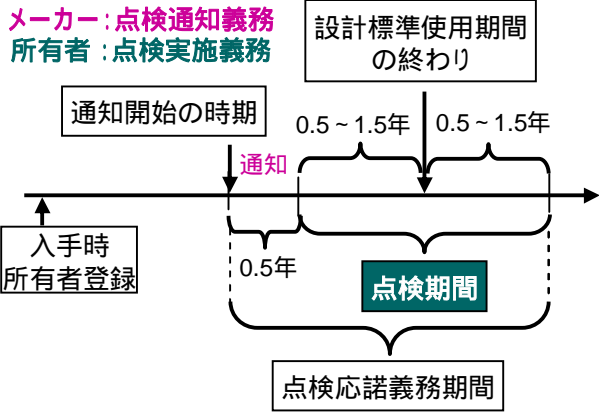 メーカー：点検通知義務
所有者：点検実施義務
設計標準使用期間
の終わり
通知開始の時期
0.5～1.5年
0.5～1.5年
通知
入手時
所有者登録
0.5年
点検期間
点検応諾義務期間